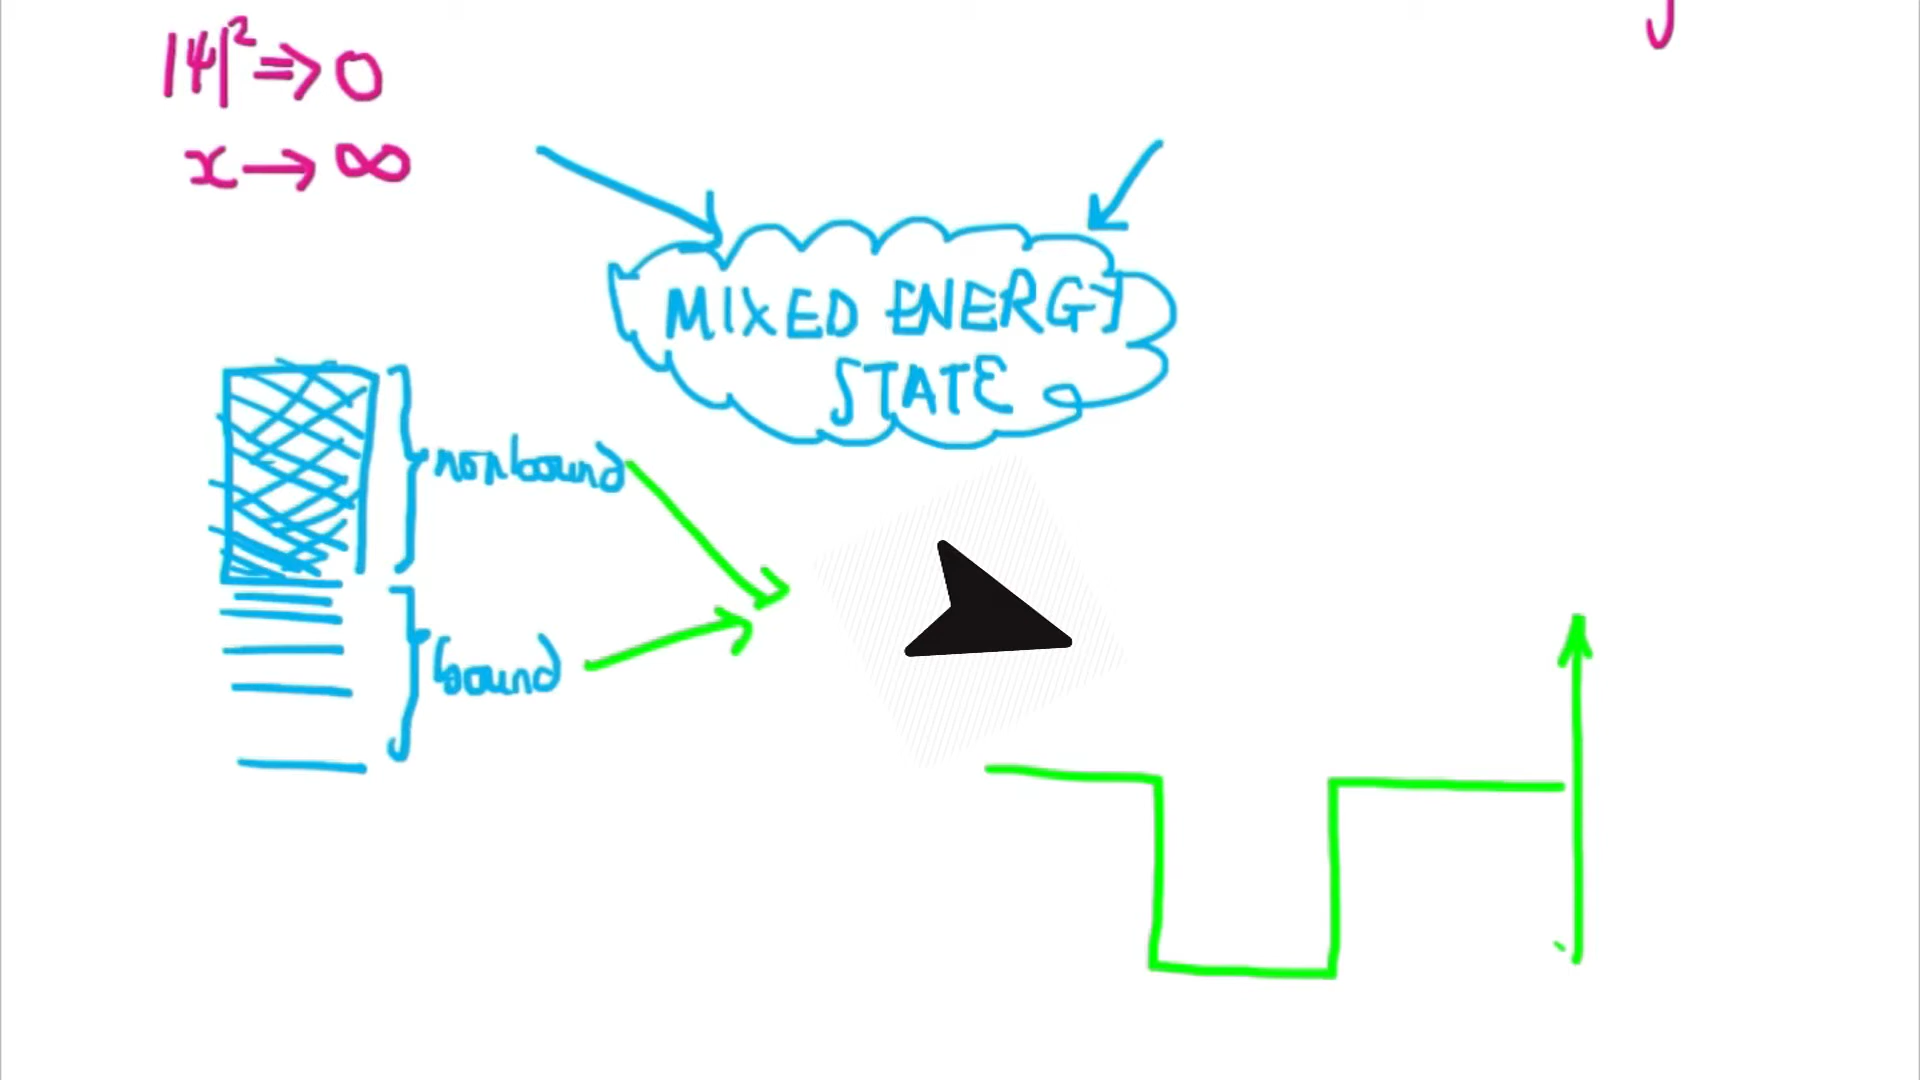 |ψ|² => 0
x → ∞
MIXED ENERGY
STATE
nonbound
bound